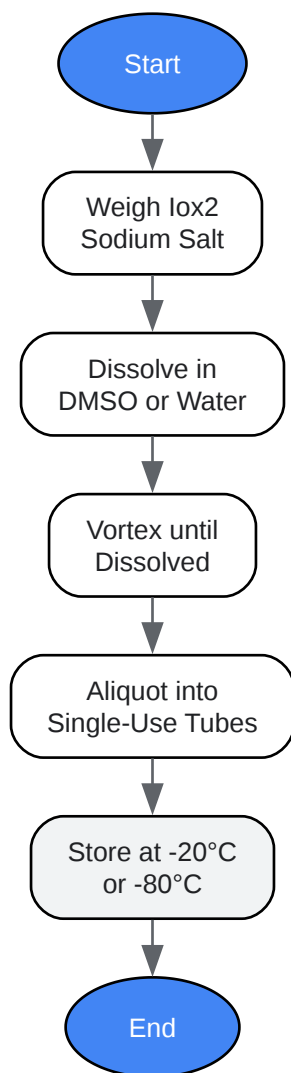 Start
Weigh Iox2
Sodium Salt
Dissolve in
DMSO or Water
Vortex until
Dissolved
Aliquot into
Single-Use Tubes
Store at -20°C
or -80°C
End